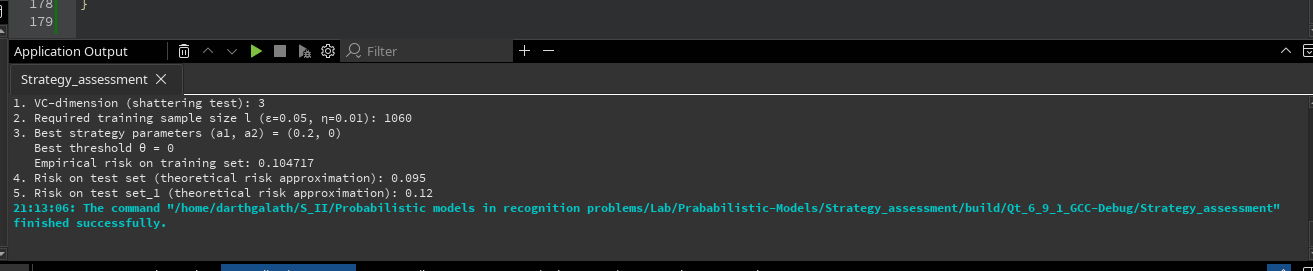 178 }
179
Application Output Filter
Strategy_assessment
1. VC-dimension (shattering test): 3
2. Required training sample size l (ε=0.05, η=0.01): 1060
3. Best strategy parameters (a1, a2) = (0.2, 0)
Best threshold θ = 0
Empirical risk on training set: 0.104717
4. Risk on test set (theoretical risk approximation): 0.095
5. Risk on test set_1 (theoretical risk approximation): 0.12
21:13:06: The command "/home/darthgalath/S_II/Probabilistic models in recognition problems/Lab/Prababilistic-Models/Strategy_assessment/build/Qt_6_9_1_GCC-Debug/Strategy_assessment"
finished successfully.